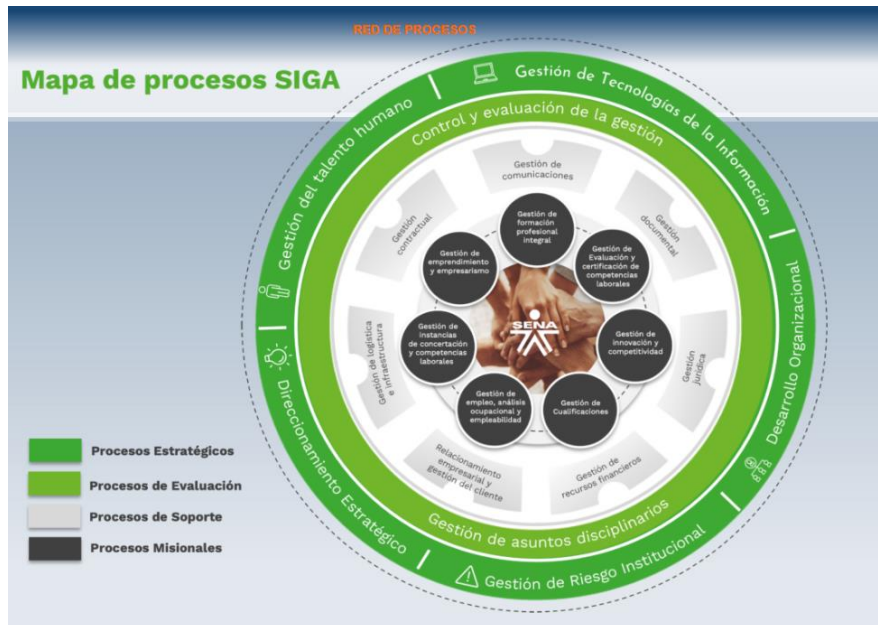 RED DE PROCESOS
Mapa de procesos SIGA
Gestión de Tecnologías de la Información
Gestión del talento humano
Control y evaluación de la gestión
Gestión de
comunicaciones
Gestión
contractual
Gestión
documental
Gestión de
formación
profesional
integral
Gestión de
emprendimiento
y empresarismo
Gestión de
Evaluación y
certificación de
competencias
laborales
SENA
Gestión de
instancias
de concertación
y competencias
laborales
Gestión de
innovación y
competitividad
Gestión de logística
e infraestructura
Gestión
jurídica
Desarrollo Organizacional
Gestión de
empleo, análisis
ocupacional y
empleabilidad
Gestión de
Cualificaciones
Relacionamiento
empresarial y
gestión del cliente
Gestión de
recursos financieros
Direccionamiento Estratégico
Gestión de asuntos disciplinarios
Gestión de Riesgo Institucional
Procesos Estratégicos
Procesos de Evaluación
Procesos de Soporte
Procesos Misionales